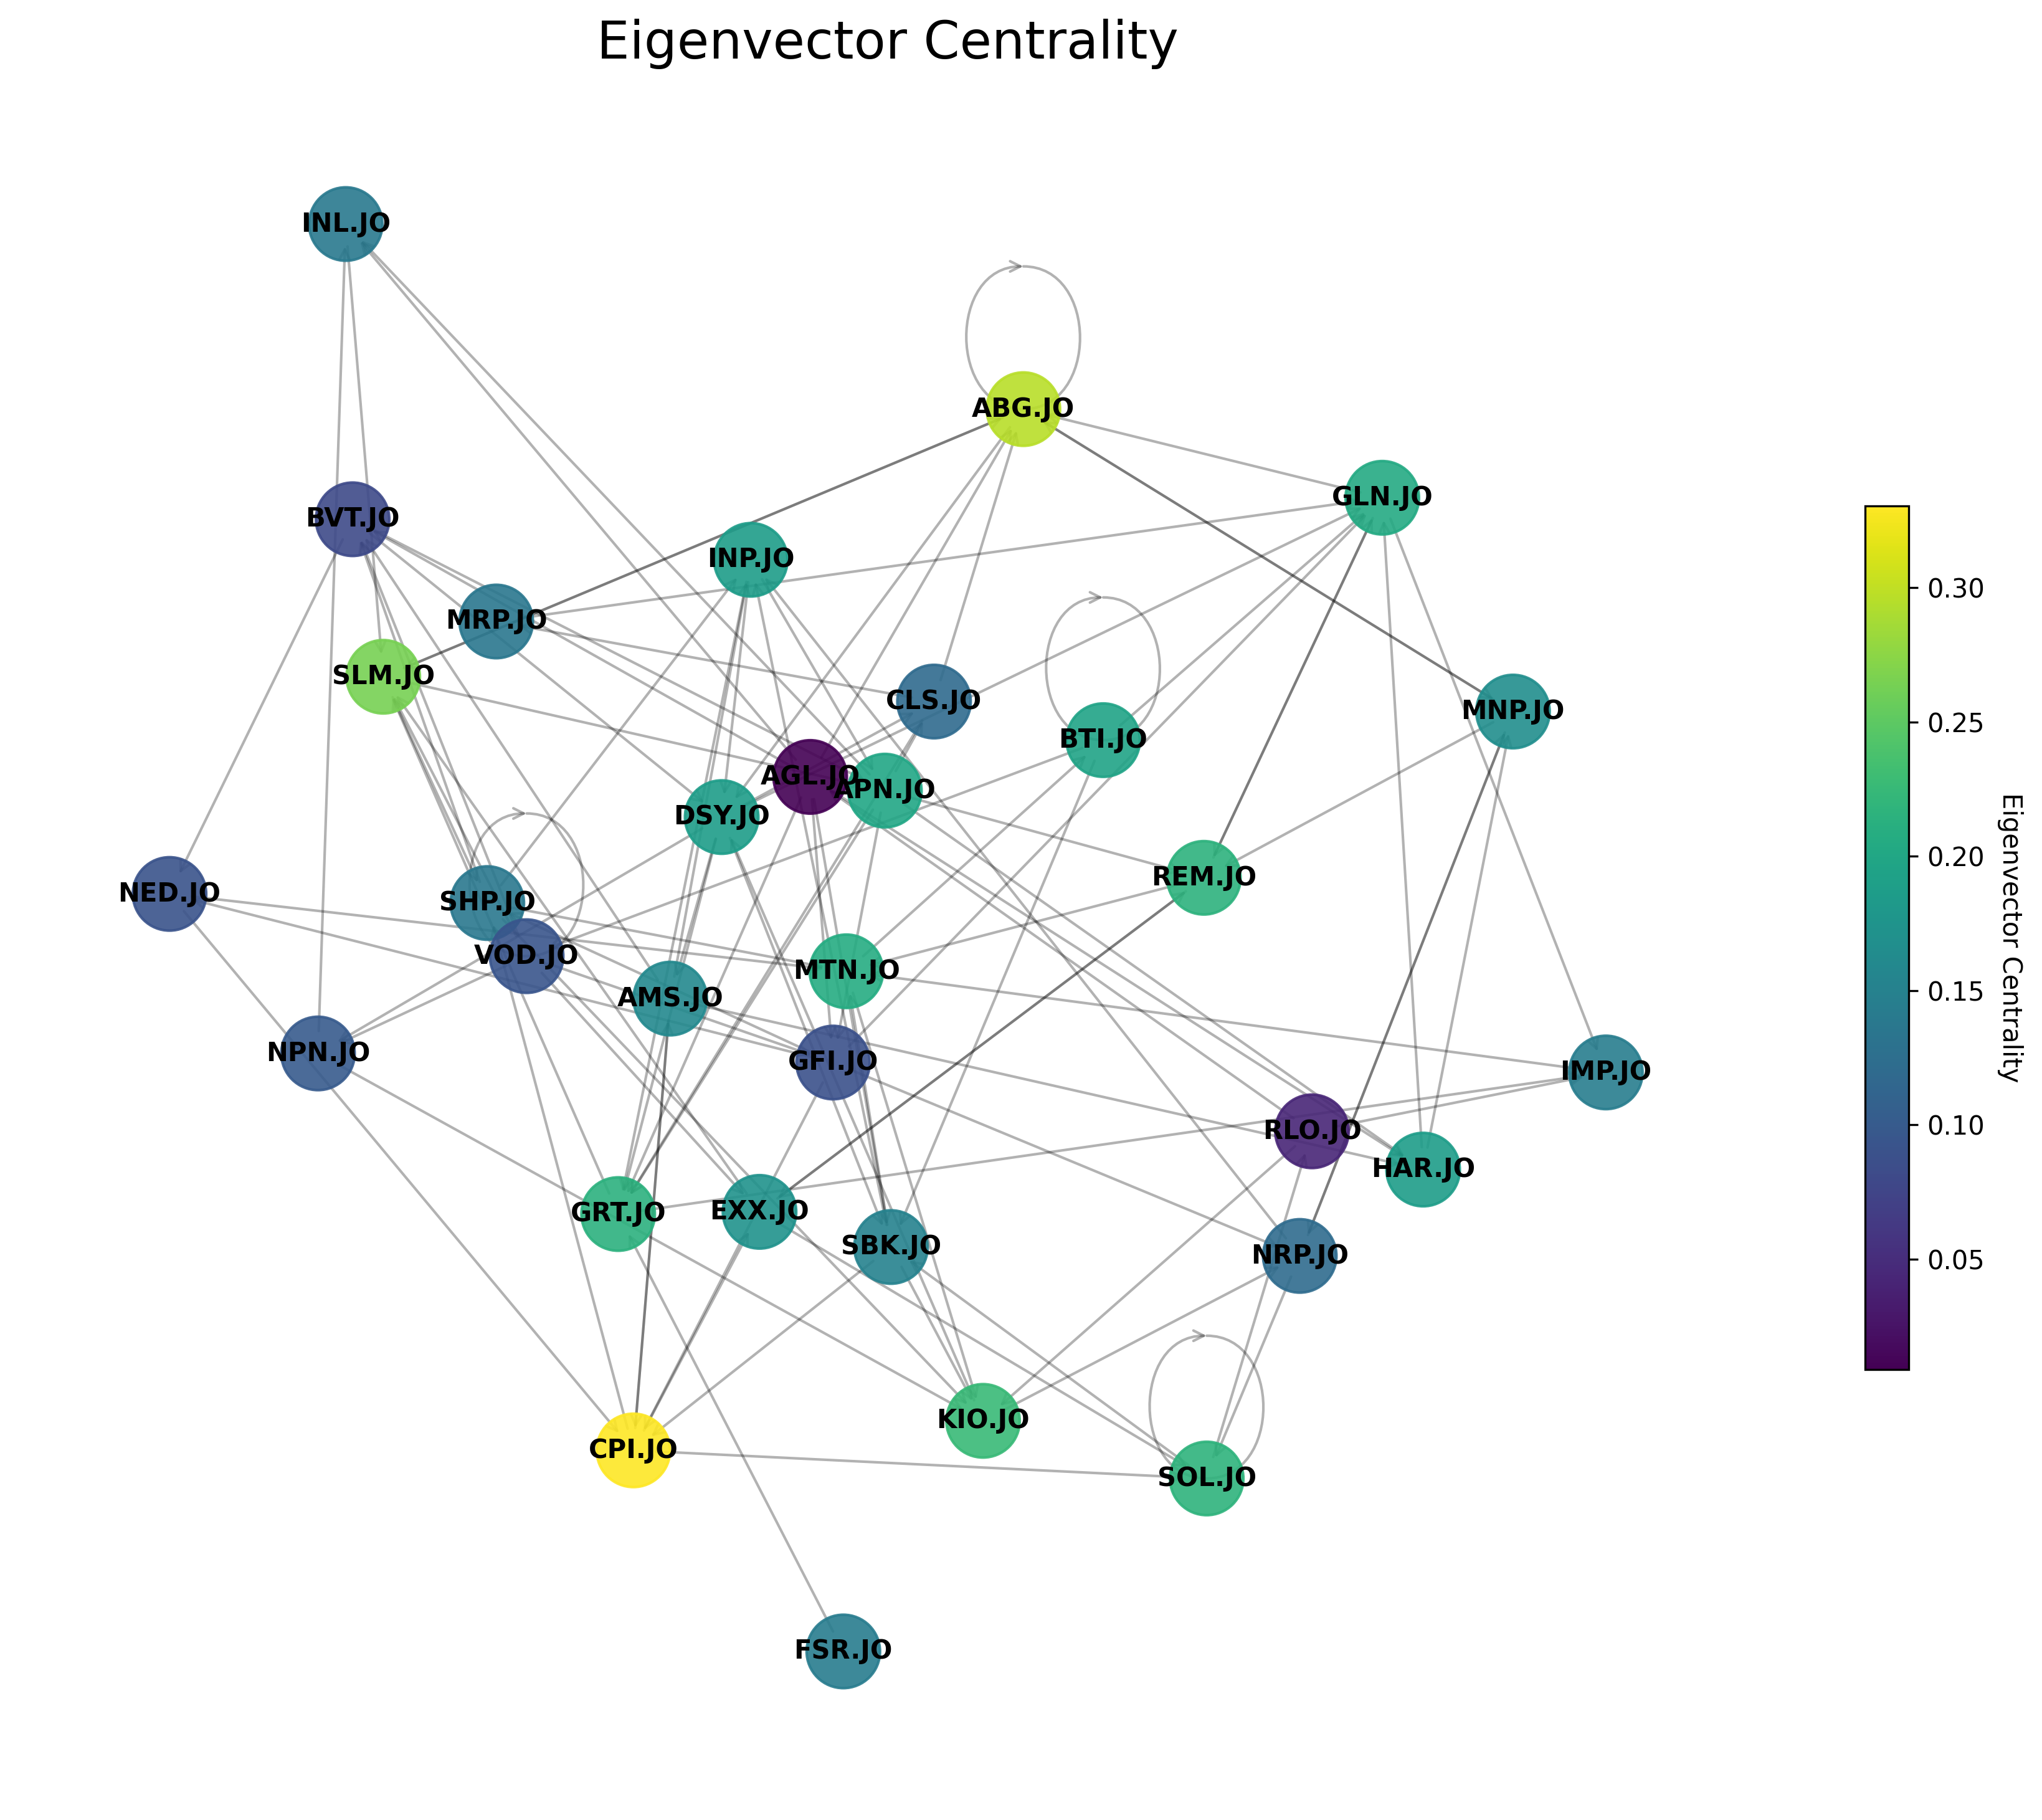 Eigenvector Centrality
INL.JO
ABG.JO
GLN.JO
BVT.JO
INP.JO
MRP.JO
SLM.JO
CLS.JO
MNP.JO
BTI.JO
AGL.JO
APN.JO
DSY.JO
REM.JO
NED.JO
SHP.JO
VOD.JO
MTN.JO
AMS.JO
NPN.JO
GFI.JO
IMP.JO
RLO.JO
HAR.JO
GRT.JO
EXX.JO
SBK.JO
NRP.JO
KIO.JO
CPI.JO
SOL.JO
FSR.JO
0.30
0.25
0.20
0.15
0.10
0.05
Eigenvector Centrality